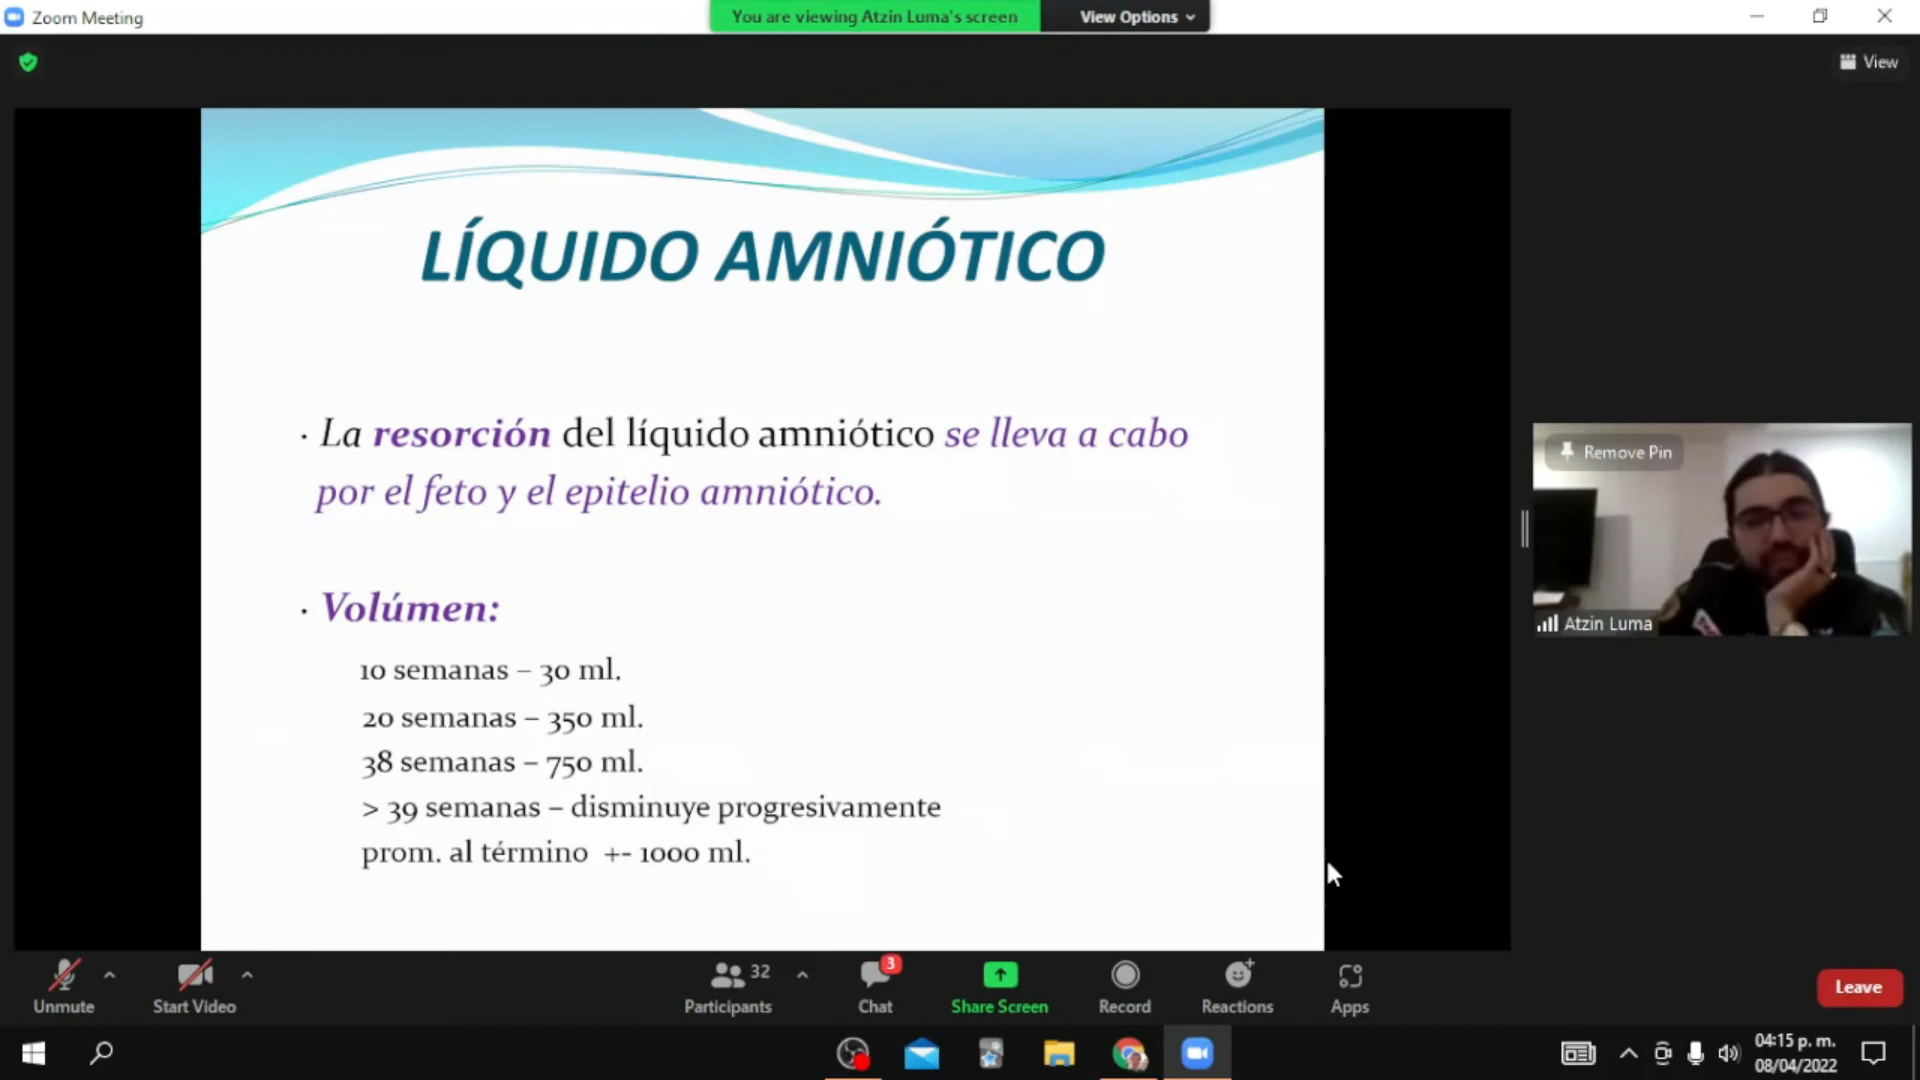 Zoom Meeting
You are viewing Atzin Luma's screen
View Options
View
LÍQUIDO AMNIÓTICO
· La resorción del líquido amniótico se lleva a cabo
por el feto y el epitelio amniótico.
· Volúmen:
10 semanas – 30 ml.
20 semanas – 350 ml.
38 semanas – 750 ml.
> 39 semanas – disminuye progresivamente
prom. al término +- 1000 ml.
Remove Pin
Atzin Luma
Unmute
Start Video
32
Participants
3
Chat
Share Screen
Record
Reactions
Apps
Leave
04:15 p. m.
08/04/2022